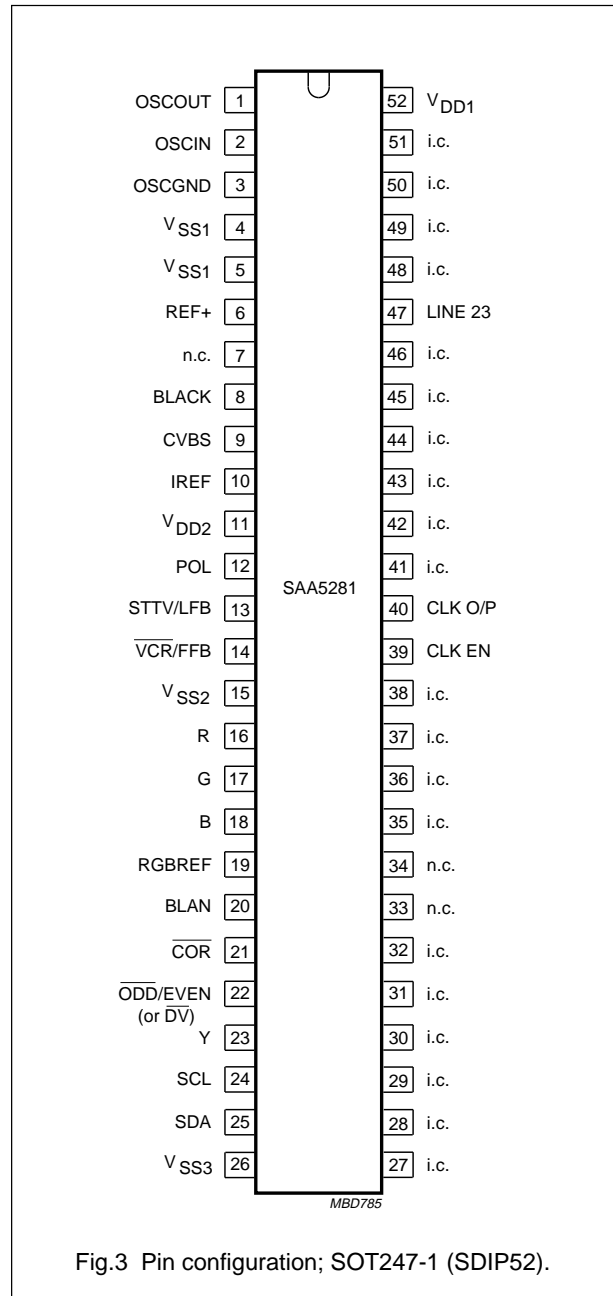 OSCOUT 1 52 VDD1
OSCIN 2 51 i.c.
OSCGND 3 50 i.c.
VSS1 4 49 i.c.
VSS1 5 48 i.c.
REF+ 6 47 LINE 23
n.c. 7 46 i.c.
BLACK 8 45 i.c.
CVBS 9 44 i.c.
IREF 10 43 i.c.
VDD2 11 42 i.c.
POL 12 41 i.c.
SAA5281
STTV/LFB 13 40 CLK O/P
V̅C̅R̅/FFB 14 39 CLK EN
VSS2 15 38 i.c.
R 16 37 i.c.
G 17 36 i.c.
B 18 35 i.c.
RGBREF 19 34 n.c.
BLAN 20 33 n.c.
C̅O̅R̅ 21 32 i.c.
O̅D̅D̅/EVEN 22 31 i.c.
(or D̅V̅)
Y 23 30 i.c.
SCL 24 29 i.c.
SDA 25 28 i.c.
VSS3 26 27 i.c.
MBD785
Fig.3 Pin configuration; SOT247-1 (SDIP52).